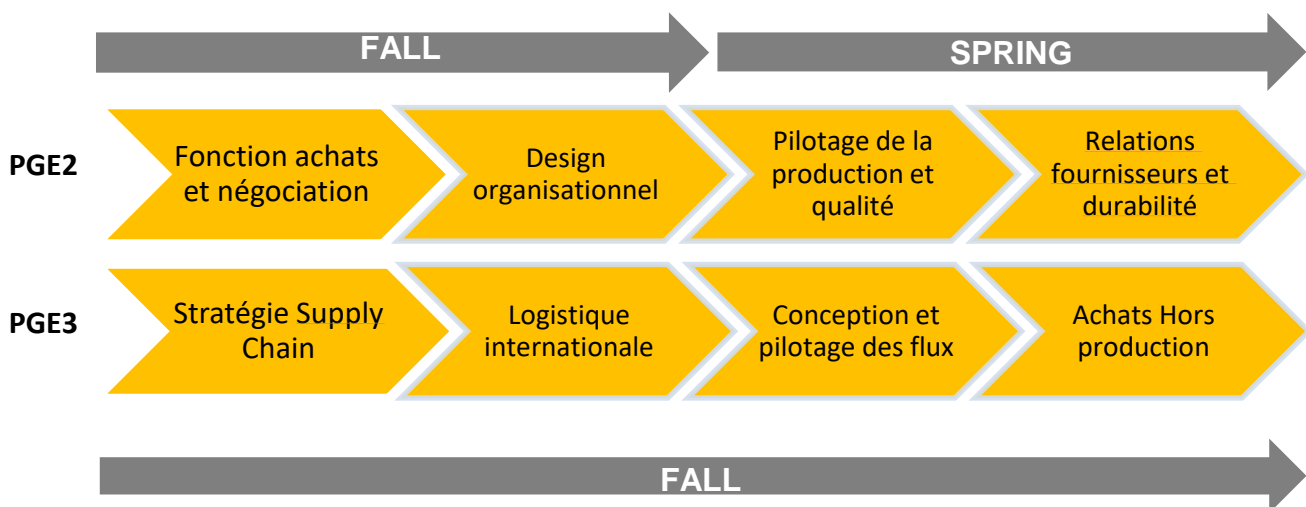 FALL
SPRING
PGE2
Fonction achats
et négociation
Design
organisationnel
Pilotage de la
production et
qualité
Relations
fournisseurs et
durabilité
PGE3
Stratégie Supply
Chain
Logistique
internationale
Conception et
pilotage des flux
Achats Hors
production
FALL